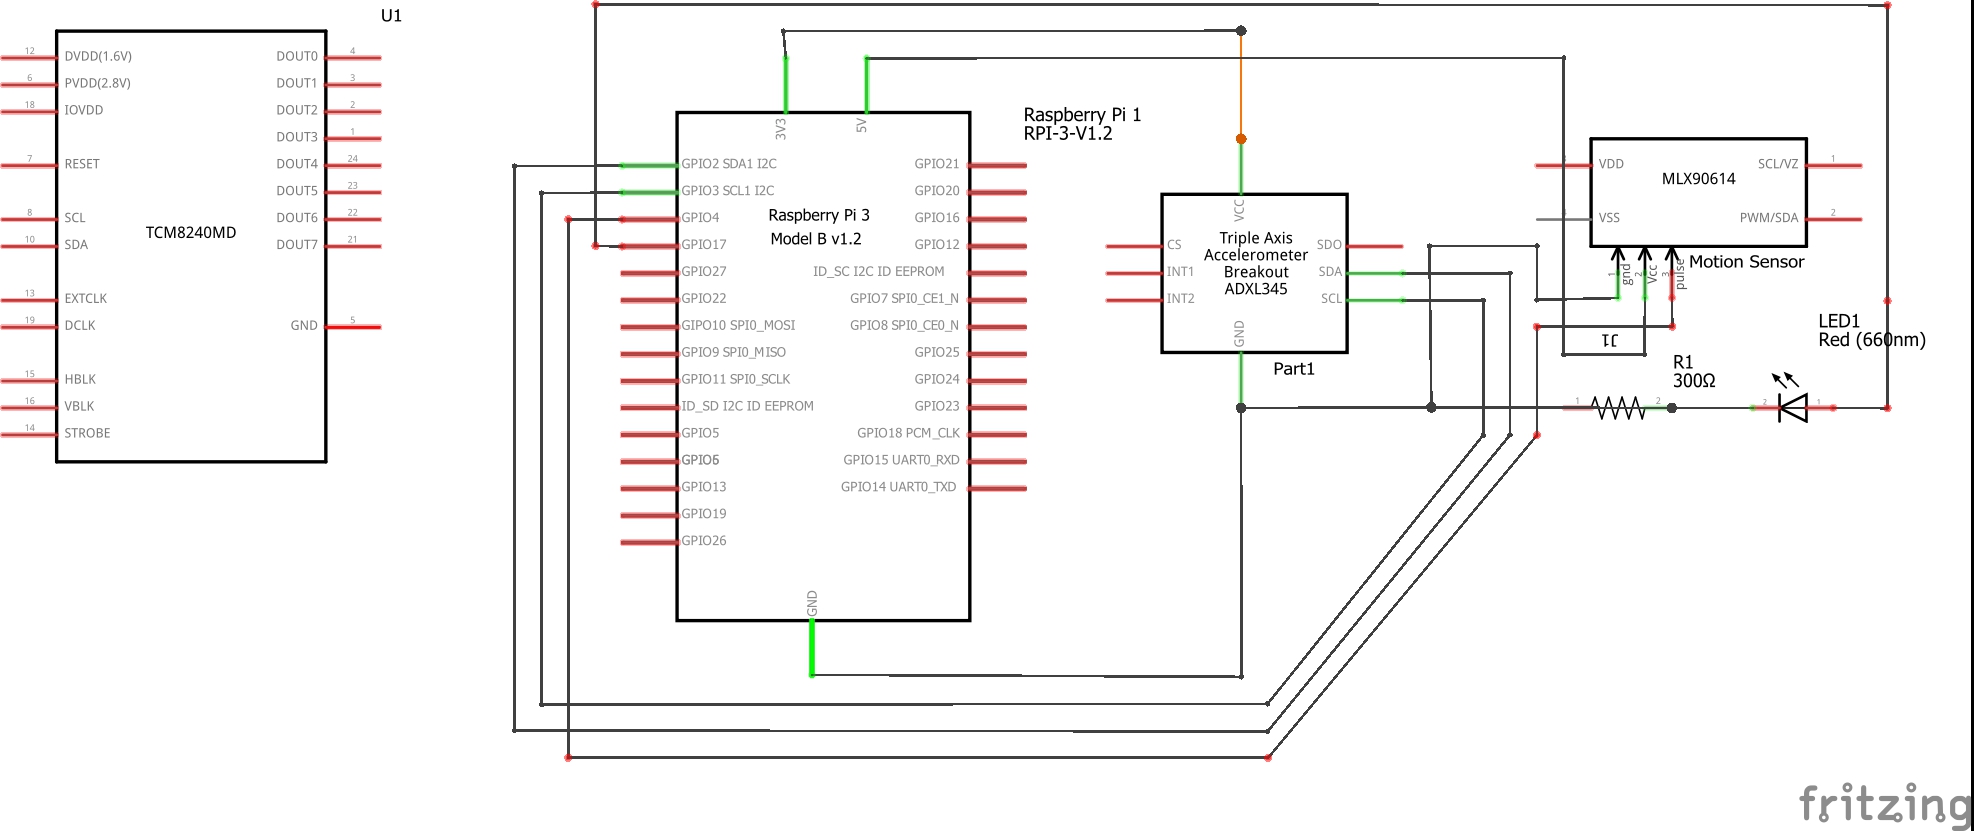 U1
12 DVDD(1.6V) DOUT0 4
6 PVDD(2.8V) DOUT1 3
18 IOVDD DOUT2 2
DOUT3 1
7 RESET DOUT4 24
DOUT5 23
8 SCL DOUT6 22
TCM8240MD
10 SDA DOUT7 21
13 EXTCLK
19 DCLK GND 5
15 HBLK
16 VBLK
14 STROBE
3V3 5V
Raspberry Pi 1
RPI-3-V1.2
GPIO2 SDA1 I2C GPIO21
GPIO3 SCL1 I2C GPIO20
Raspberry Pi 3
Model B v1.2
GPIO4 GPIO16
GPIO17 GPIO12
GPIO27 ID_SC I2C ID EEPROM
GPIO22 GPIO7 SPI0_CE1_N
GIPO10 SPI0_MOSI GPIO8 SPI0_CE0_N
GPIO9 SPI0_MISO GPIO25
GPIO11 SPI0_SCLK GPIO24
ID_SD I2C ID EEPROM GPIO23
GPIO5 GPIO18 PCM_CLK
GPIO6 GPIO15 UART0_RXD
GPIO13 GPIO14 UART0_TXD
GPIO19
GPIO26
GND
VCC
Triple Axis
Accelerometer
Breakout
ADXL345
CS SDO
INT1 SDA
INT2 SCL
GND
Part1
VDD SCL/VZ 1
MLX90614
VSS PWM/SDA 2
Motion Sensor
1 gnd
2 Vcc
3 pulse
J1
LED1
Red (660nm)
R1
300Ω
1 2
2 1
fritzing